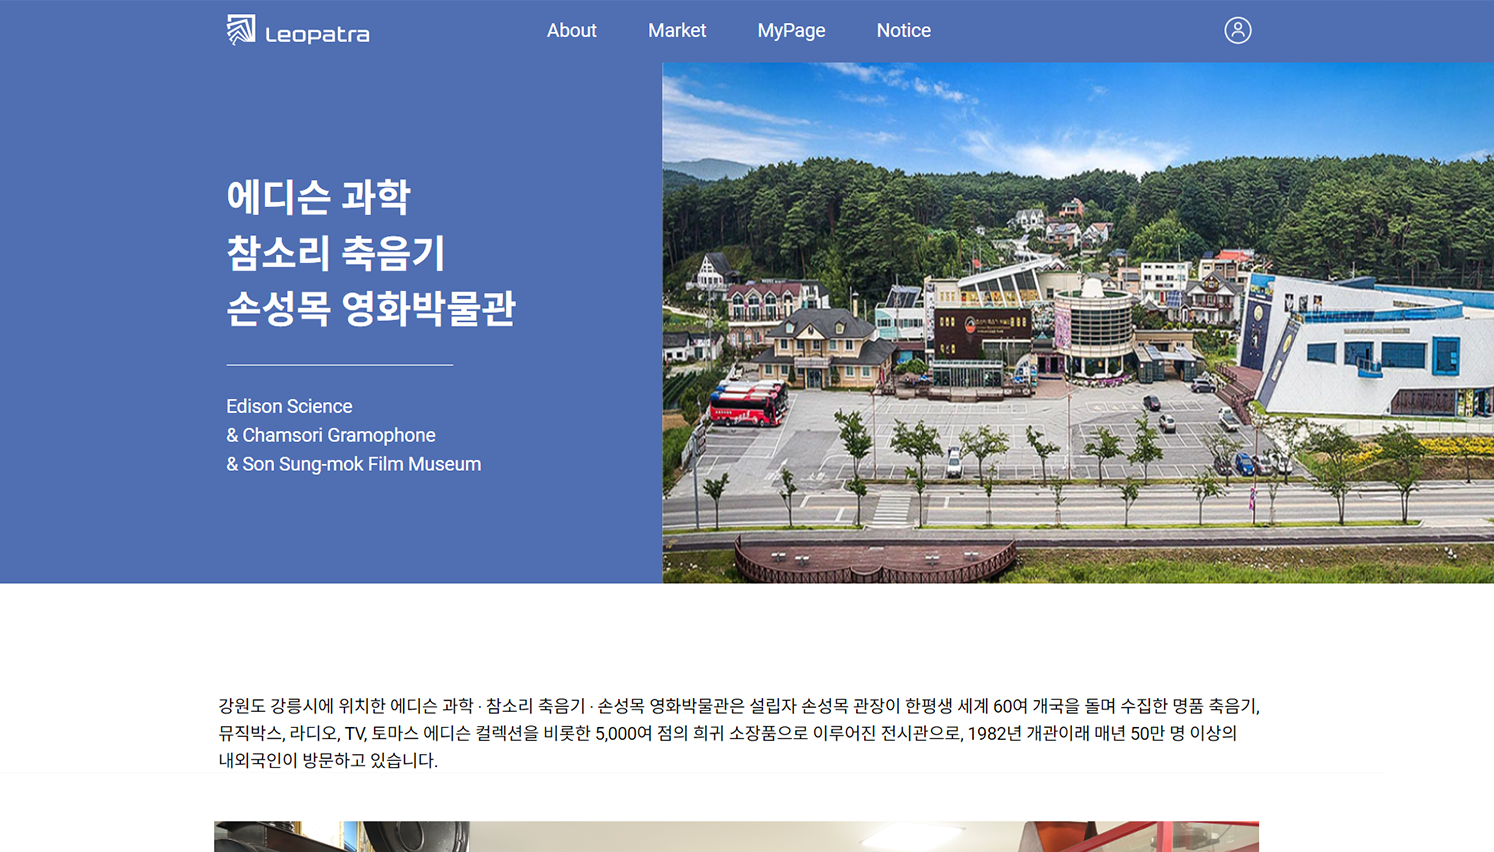 Leopatra
About
Market
MyPage
Notice
에디슨 과학
참소리 축음기
손성목 영화박물관
Edison Science
& Chamsori Gramophone
& Son Sung-mok Film Museum
강원도 강릉시에 위치한 에디슨 과학 · 참소리 축음기 · 손성목 영화박물관은 설립자 손성목 관장이 한평생 세계 60여 개국을 돌며 수집한 명품 축음기,
뮤직박스, 라디오, TV, 토마스 에디슨 컬렉션을 비롯한 5,000여 점의 희귀 소장품으로 이루어진 전시관으로, 1982년 개관이래 매년 50만 명 이상의
내외국인이 방문하고 있습니다.